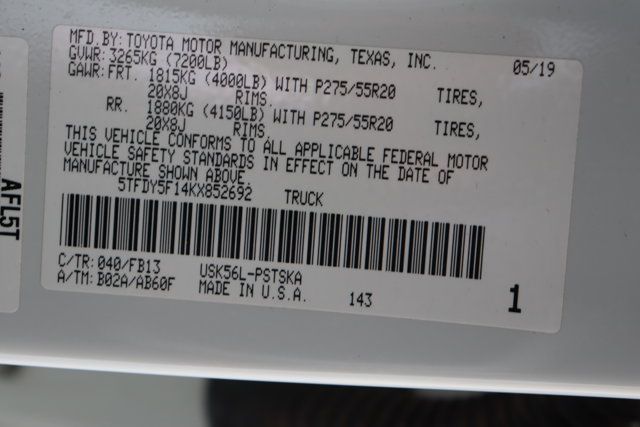 MFD.BY:TOYOTA MOTOR MANUFACTURING, TEXAS, INC.
GVWR:3265KG (7200LB) 05/19
GAWR:FRT. 1815KG (4000LB) WITH P275/55R20 TIRES,
20X8J RIMS.
RR. 1880KG (4150LB) WITH P275/55R20 TIRES,
20X8J RIMS.
THIS VEHICLE CONFORMS TO ALL APPLICABLE FEDERAL MOTOR
VEHICLE SAFETY STANDARDS IN EFFECT ON THE DATE OF
MANUFACTURE SHOWN ABOVE.
5TFDY5F14KX852692 TRUCK
C/TR:040/FB13 USK56L-PSTSKA
A/TM:B02A/AB60F MADE IN U.S.A. 143 1
AFL5T